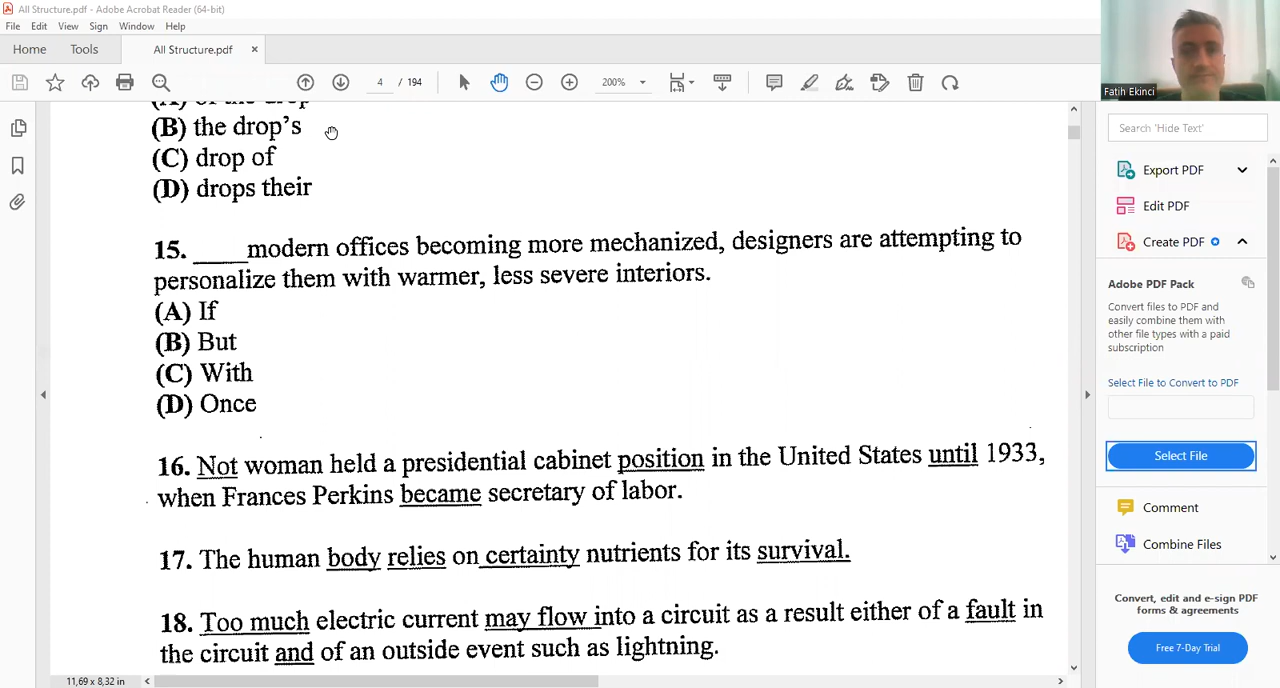 All Structure.pdf - Adobe Acrobat Reader (64-bit)
File Edit View Sign Window Help
Home Tools All Structure.pdf ×
4 / 194 200%
Fatih Ekinci
(A) of the drop
(B) the drop's
(C) drop of
(D) drops their
15. ____modern offices becoming more mechanized, designers are attempting to
personalize them with warmer, less severe interiors.
(A) If
(B) But
(C) With
(D) Once
16. Not woman held a presidential cabinet position in the United States until 1933,
when Frances Perkins became secretary of labor.
17. The human body relies on certainty nutrients for its survival.
18. Too much electric current may flow into a circuit as a result either of a fault in
the circuit and of an outside event such as lightning.
11,69 x 8,32 in
Search 'Hide Text'
Export PDF
Edit PDF
Create PDF
Adobe PDF Pack
Convert files to PDF and
easily combine them with
other file types with a paid
subscription
Select File to Convert to PDF
Select File
Comment
Combine Files
Convert, edit and e-sign PDF
forms & agreements
Free 7-Day Trial